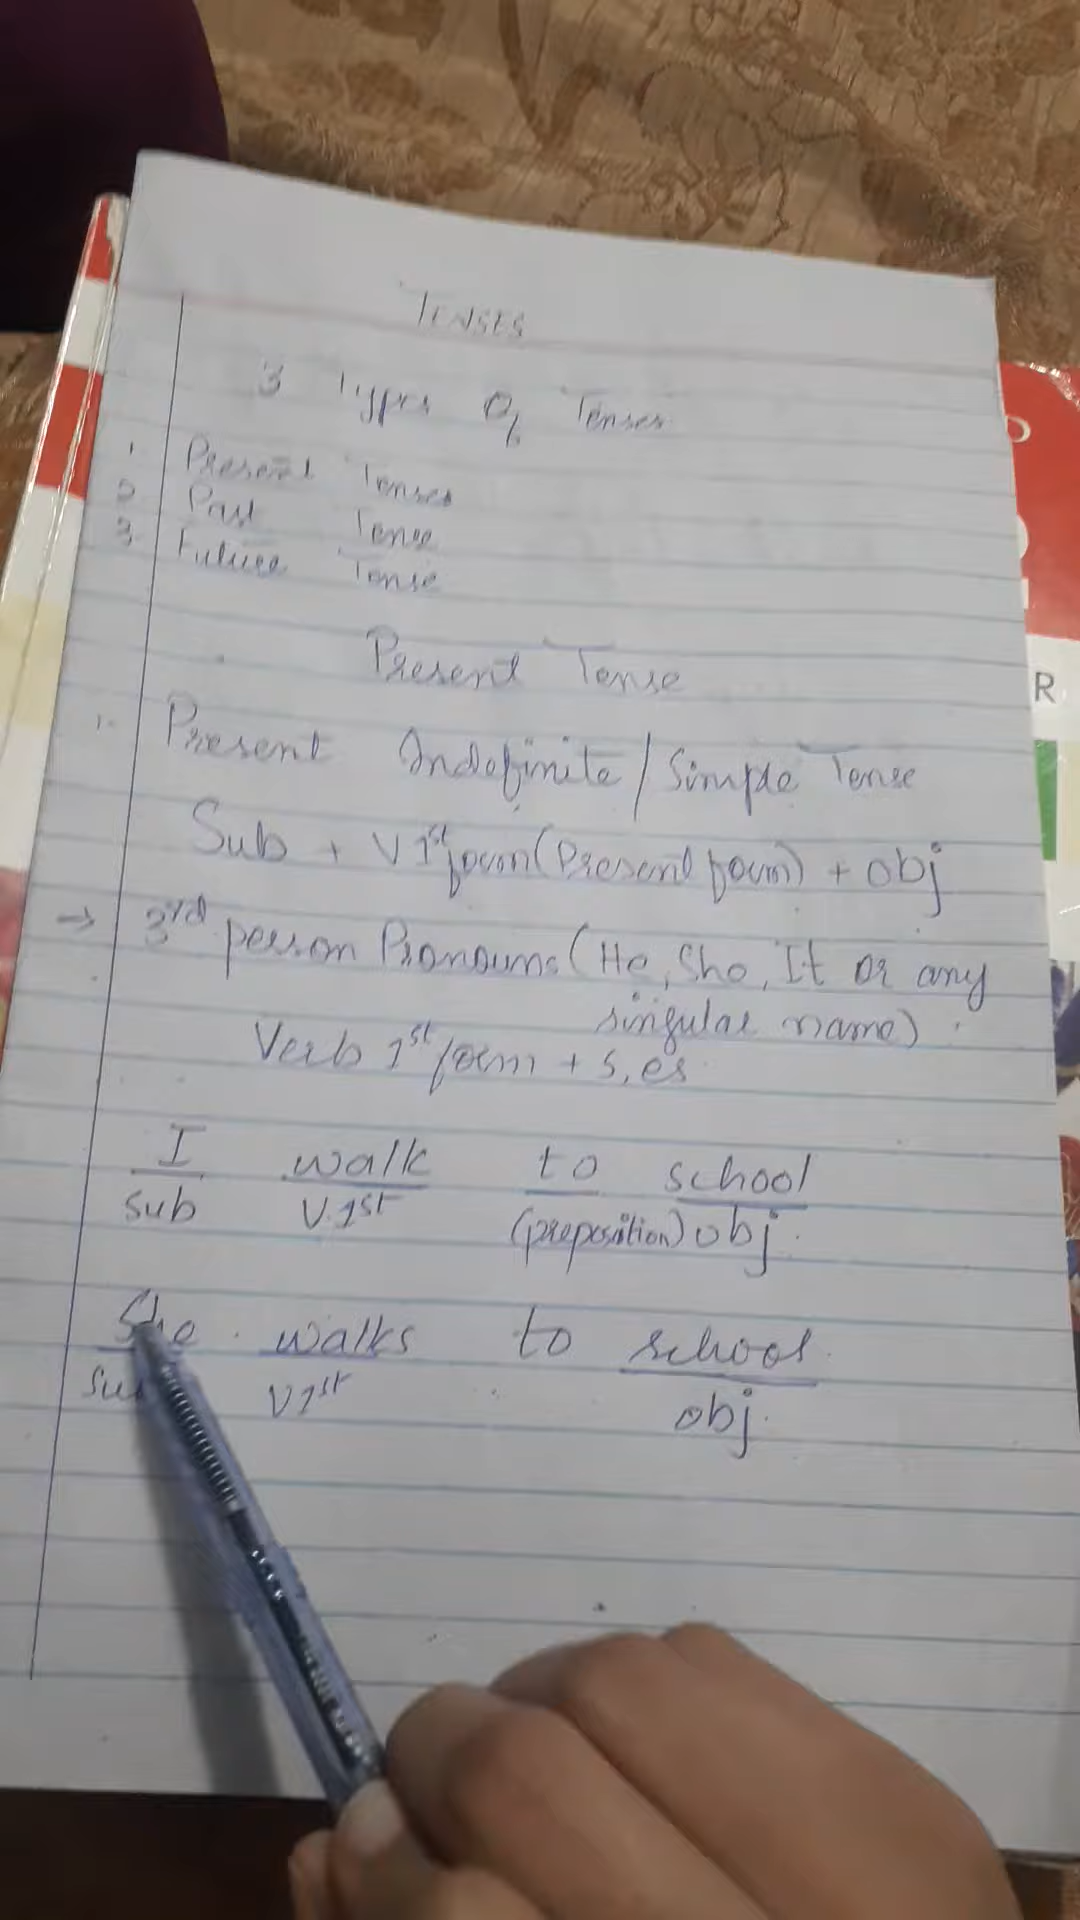 TENSES
3 Types Of Tenses
1. Present Tenses
2. Past Tense
3. Future Tense
Present Tense
1. Present Indefinite/Simple Tense
Sub + V 1st form (Present form) + obj
→ 3rd person Pronouns (He, She, It or any
singular name).
Verb 1st form + s, es.
I walk to school
sub V.1st (preposition) obj.
She walks to school.
V 1st obj.
R